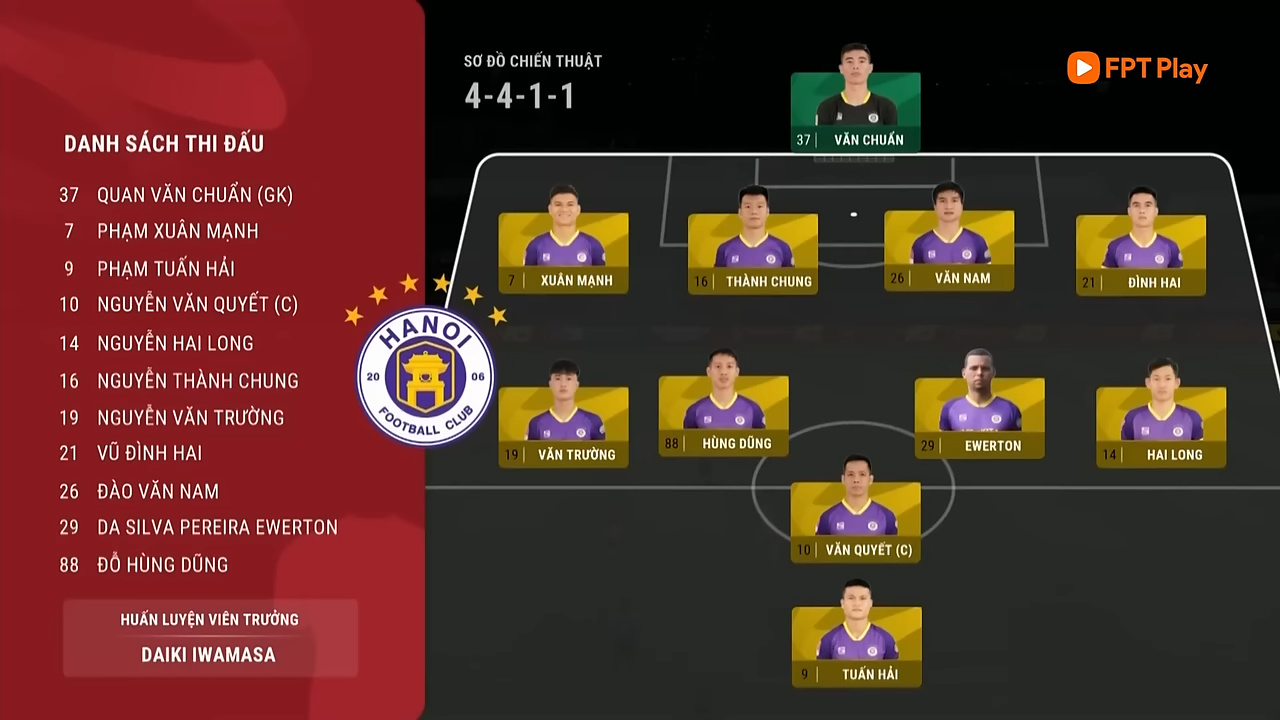 SƠ ĐỒ CHIẾN THUẬT
4-4-1-1
FPT Play
DANH SÁCH THI ĐẤU
37 QUAN VĂN CHUẨN (GK)
7 PHẠM XUÂN MẠNH
9 PHẠM TUẤN HẢI
10 NGUYỄN VĂN QUYẾT (C)
14 NGUYỄN HAI LONG
16 NGUYỄN THÀNH CHUNG
19 NGUYỄN VĂN TRƯỜNG
21 VŨ ĐÌNH HAI
26 ĐÀO VĂN NAM
29 DA SILVA PEREIRA EWERTON
88 ĐỖ HÙNG DŨNG
HUẤN LUYỆN VIÊN TRƯỞNG
DAIKI IWAMASA
HANOI
20 06
FOOTBALL CLUB
37 VĂN CHUẨN
7 XUÂN MẠNH
16 THÀNH CHUNG
26 VĂN NAM
21 ĐÌNH HAI
19 VĂN TRƯỜNG
88 HÙNG DŨNG
29 EWERTON
14 HAI LONG
10 VĂN QUYẾT (C)
9 TUẤN HẢI